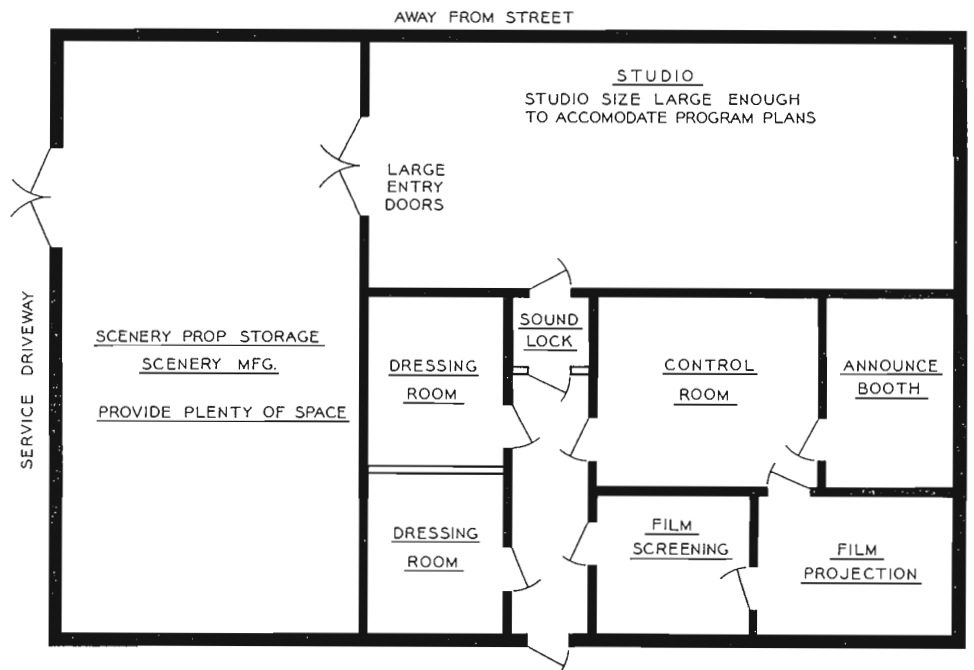 AWAY FROM STREET
STUDIO
STUDIO SIZE LARGE ENOUGH
TO ACCOMODATE PROGRAM PLANS
LARGE
ENTRY
DOORS
SERVICE DRIVEWAY
SCENERY PROP STORAGE
SCENERY MFG.
PROVIDE PLENTY OF SPACE
DRESSING
ROOM
SOUND
LOCK
CONTROL
ROOM
ANNOUNCE
BOOTH
DRESSING
ROOM
FILM
SCREENING
FILM
PROJECTION